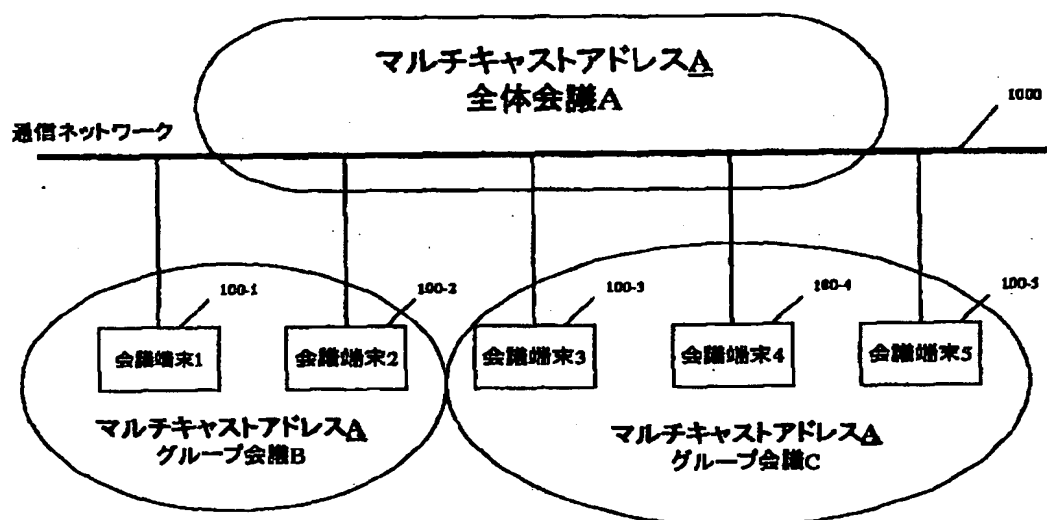 マルチキャストアドレスA
全体会議A
1000
通信ネットワーク
100-1
100-2
100-3
100-4
100-5
会議端末1
会議端末2
会議端末3
会議端末4
会議端末5
マルチキャストアドレスA
グループ会議B
マルチキャストアドレスA
グループ会議C